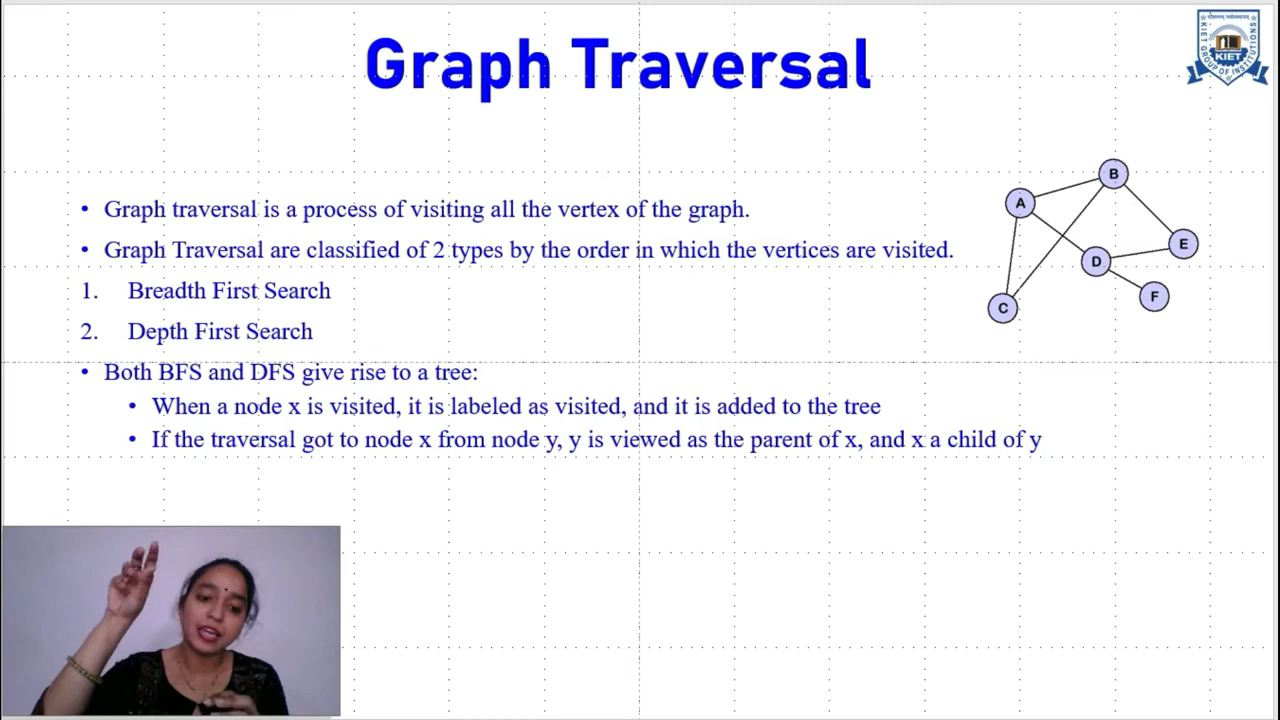 Graph Traversal
KIET GROUP OF INSTITUTIONS
KIET
• Graph traversal is a process of visiting all the vertex of the graph.
• Graph Traversal are classified of 2 types by the order in which the vertices are visited.
1. Breadth First Search
2. Depth First Search
• Both BFS and DFS give rise to a tree:
• When a node x is visited, it is labeled as visited, and it is added to the tree
• If the traversal got to node x from node y, y is viewed as the parent of x, and x a child of y
B
A
E
D
F
C